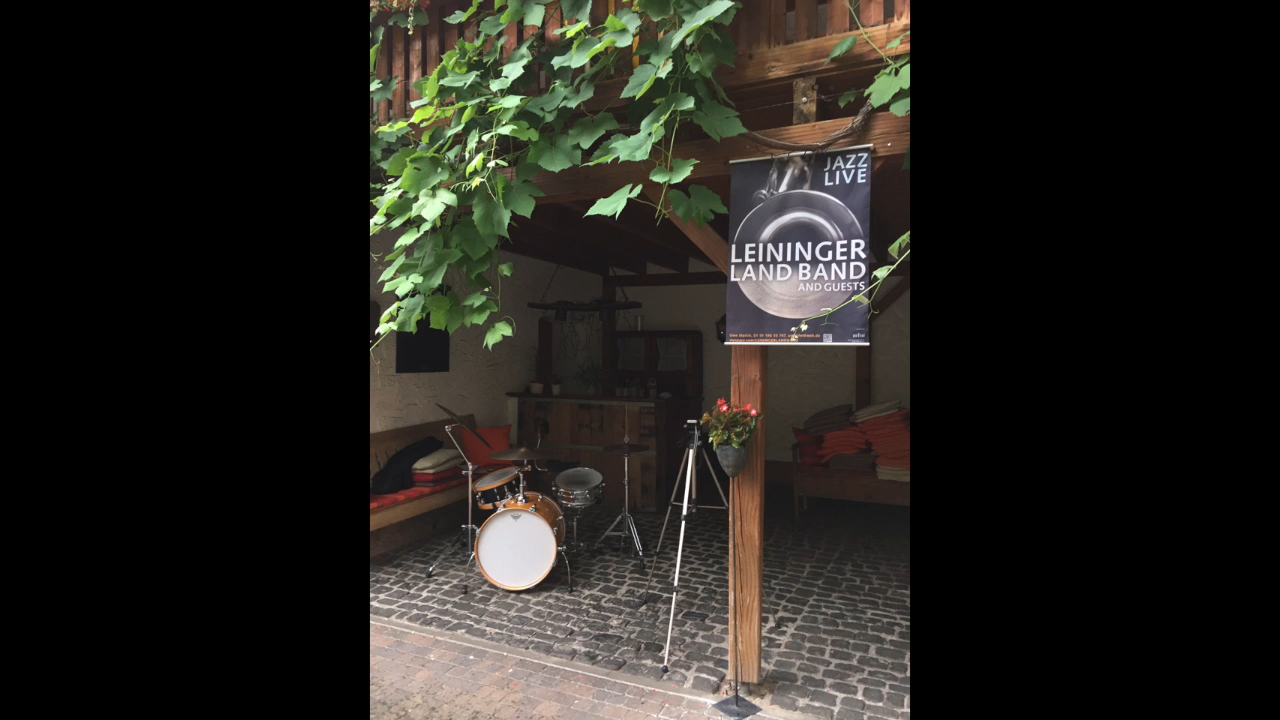 JAZZ
LIVE
LEININGER
LAND BAND
AND GUESTS